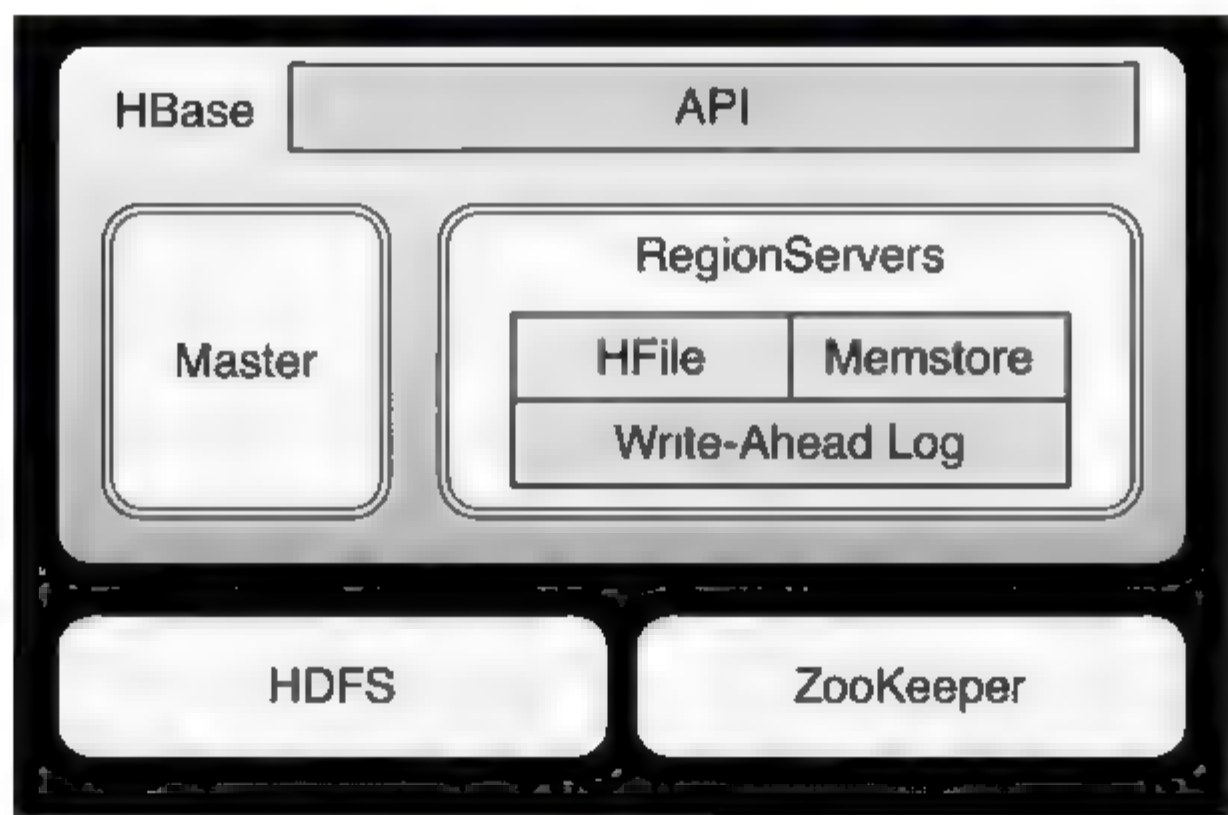 HBase
API
RegionServers
Master
HFile
Memstore
Write-Ahead Log
HDFS
ZooKeeper